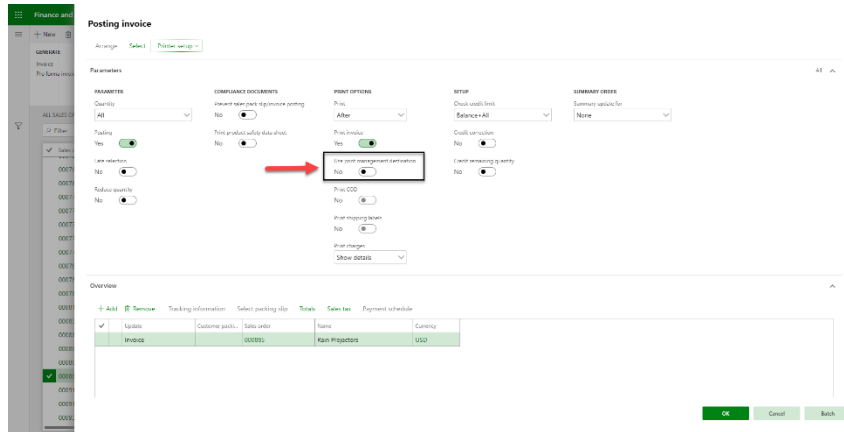 Finance and
Posting invoice
+ New
Arrange Select Printer setup
GENERATE
Invoice
Pro forma invoi
Parameters
All
PARAMETER
COMPLIANCE DOCUMENTS
PRINT OPTIONS
SETUP
SUMMARY ORDER
Quantity
Prevent sales pack slip/invoice posting
Print
Check credit limit
Summary update for
All
No
After
Balance+All
None
ALL SALES O
Filter
Posting
Print product safety data sheet
Print invoice
Credit correction
Yes
No
Yes
No
Sales o
Late selection
Use print management destination
Credit remaining quantity
No
No
No
Reduce quantity
Print COD
No
No
Print shipping labels
No
Print charges
Show details
Overview
+ Add Remove Tracking information Select packing slip Totals Sales tax Payment schedule
Update Customer packi... Sales order Name Currency
Invoice 000895 Rain Projectors USD
OK Cancel Batch